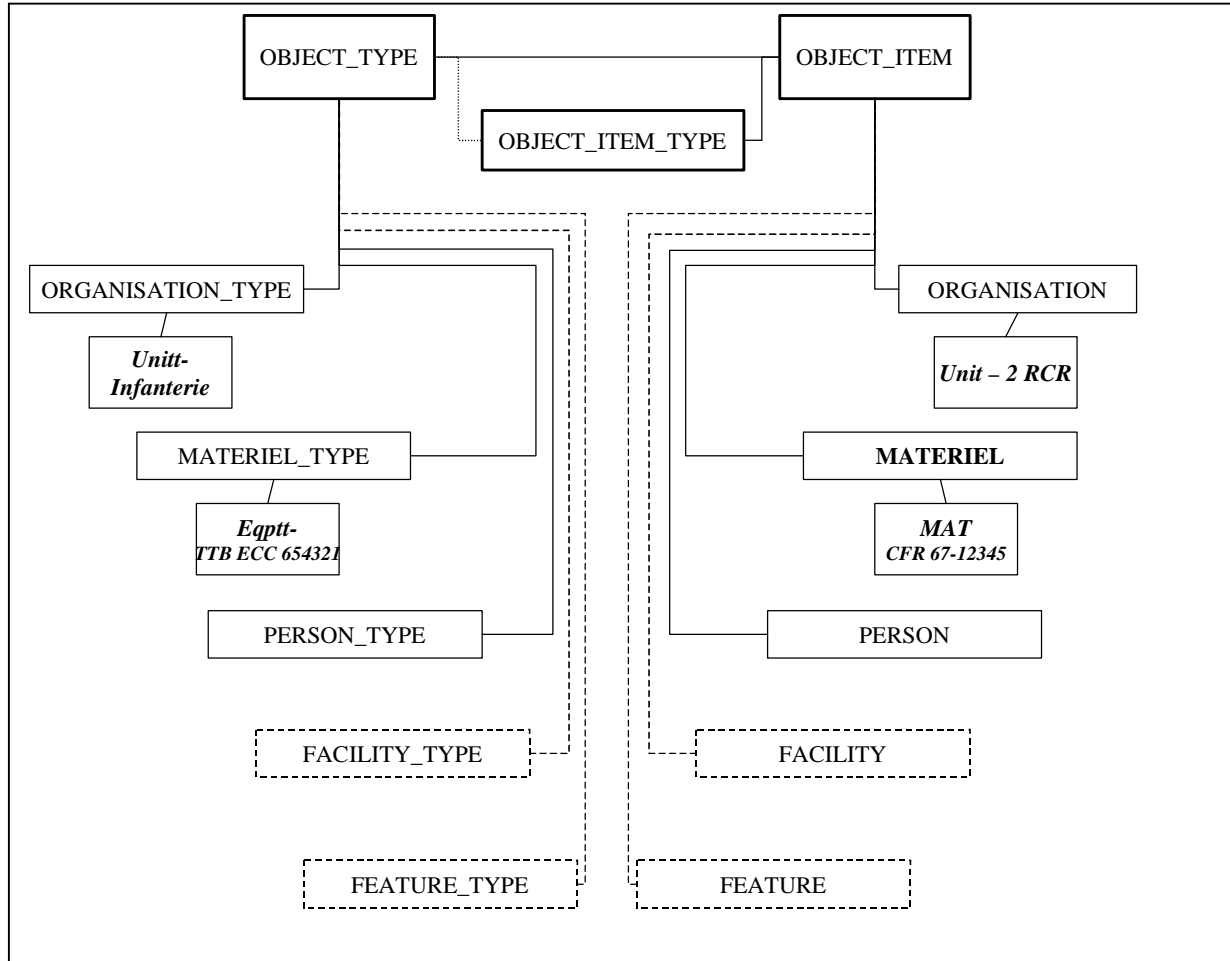 OBJECT_TYPE
OBJECT_ITEM
OBJECT_ITEM_TYPE
ORGANISATION_TYPE
ORGANISATION
Unitt-
Infanterie
Unit – 2 RCR
MATERIEL_TYPE
MATERIEL
Eqptt-
TTB ECC 654321
MAT
CFR 67-12345
PERSON_TYPE
PERSON
FACILITY_TYPE
FACILITY
FEATURE_TYPE
FEATURE